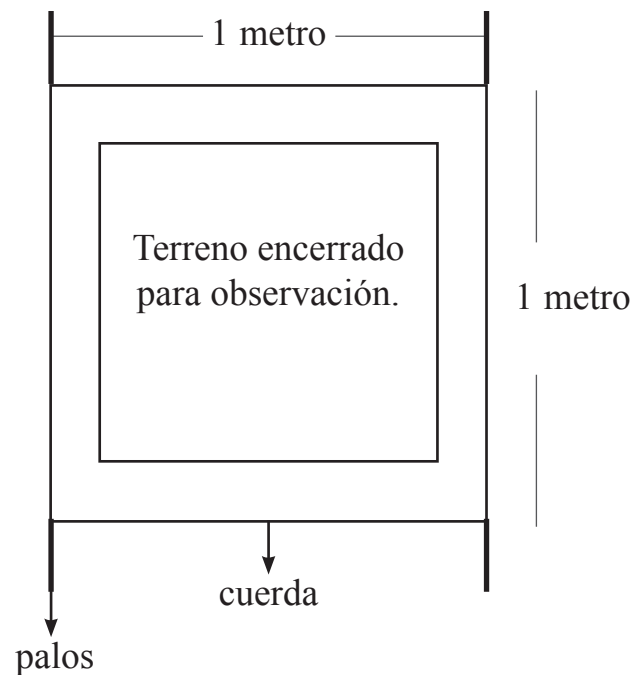 1 metro
Terreno encerrado
para observación.
1 metro
cuerda
palos